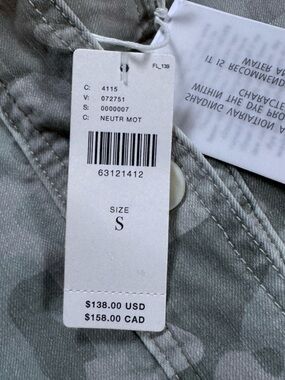 FL_139
C: 4115
V: 072751
S: 0000007
C: NEUTR MOT
63121412
SIZE
S
$138.00 USD
$158.00 CAD
SHADING VARIATION A
WITHIN THE DYE PRO
CHARACTE
IT IS RECOMMEND
WATER AN